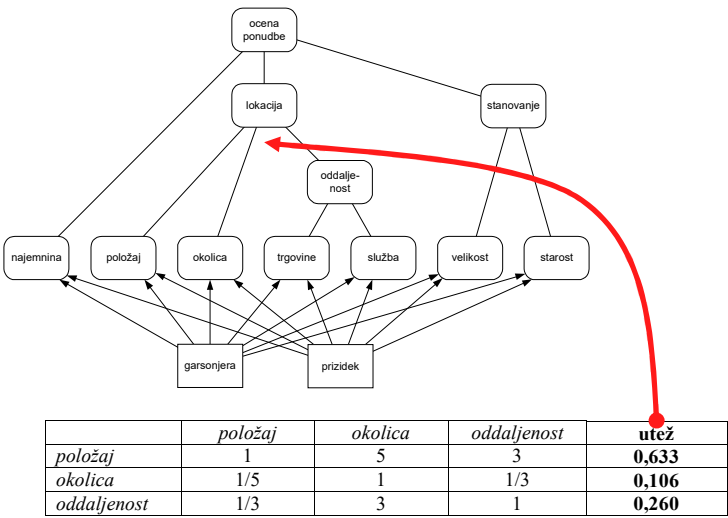 ocena
ponudbe
lokacija
stanovanje
oddalje-
nost
najemnina
položaj
okolica
trgovine
služba
velikost
starost
garsonjera
prizidek
položaj okolica oddaljenost utež
položaj 1 5 3 0,633
okolica 1/5 1 1/3 0,106
oddaljenost 1/3 3 1 0,260